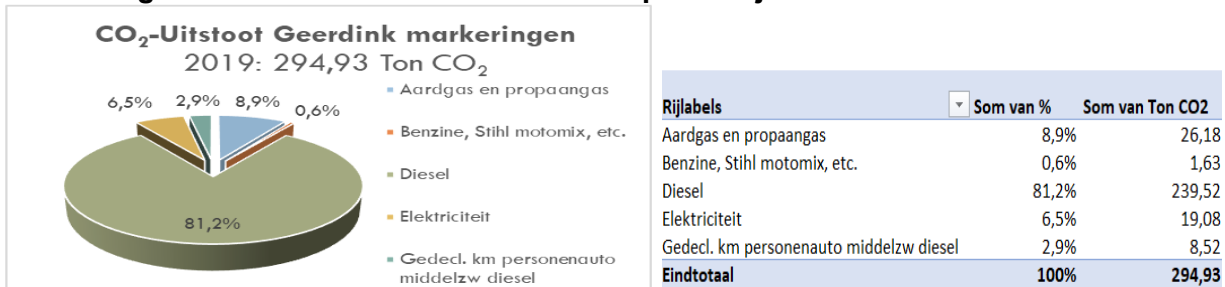 CO₂-Uitstoot Geerdink markeringen
2019: 294,93 Ton CO₂
6,5% 2,9% 8,9% 0,6%
81,2%
Aardgas en propaangas
Benzine, Stihl motomix, etc.
Diesel
Elektriciteit
Gedecl. km personenauto
middelzw diesel
Rijlabels Som van % Som van Ton CO2
Aardgas en propaangas 8,9% 26,18
Benzine, Stihl motomix, etc. 0,6% 1,63
Diesel 81,2% 239,52
Elektriciteit 6,5% 19,08
Gedecl. km personenauto middelzw diesel 2,9% 8,52
Eindtotaal 100% 294,93